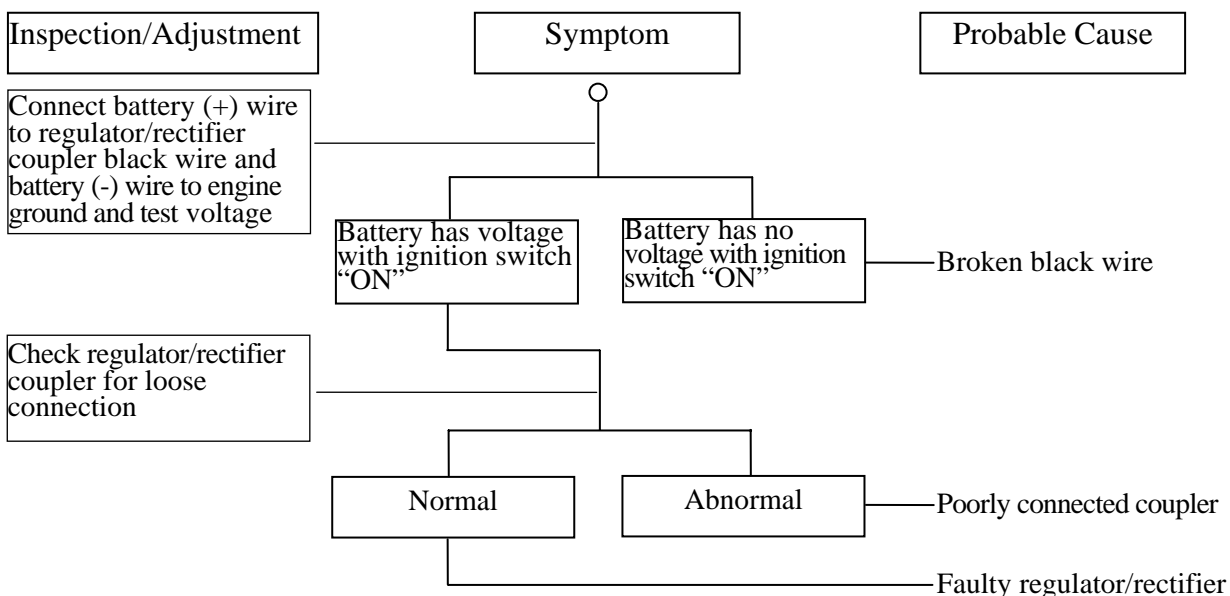 Inspection/Adjustment
Symptom
Probable Cause
Connect battery (+) wire
to regulator/rectifier
coupler black wire and
battery (-) wire to engine
ground and test voltage
Battery has voltage
with ignition switch
“ON”
Battery has no
voltage with ignition
switch “ON”
Broken black wire
Check regulator/rectifier
coupler for loose
connection
Normal
Abnormal
Poorly connected coupler
Faulty regulator/rectifier